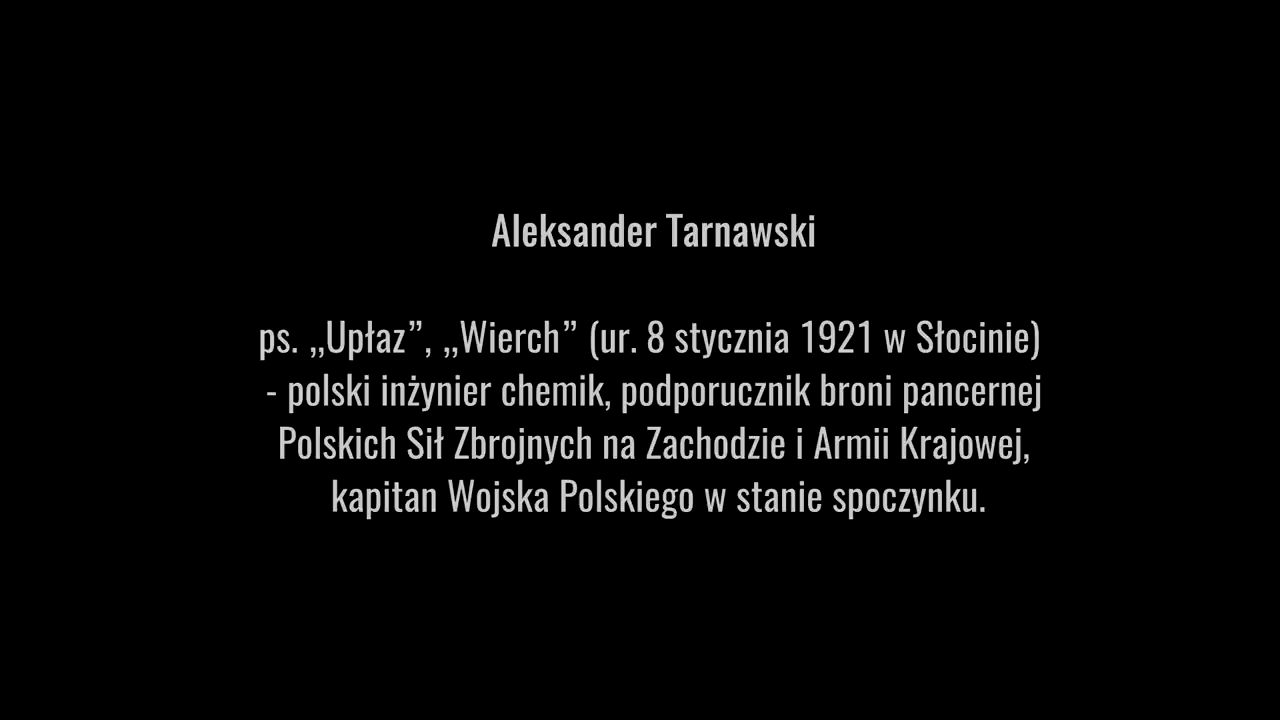 Aleksander Tarnawski
ps. „Upłaz”, „Wierch” (ur. 8 stycznia 1921 w Słocinie)
- polski inżynier chemik, podporucznik broni pancernej
Polskich Sił Zbrojnych na Zachodzie i Armii Krajowej,
kapitan Wojska Polskiego w stanie spoczynku.